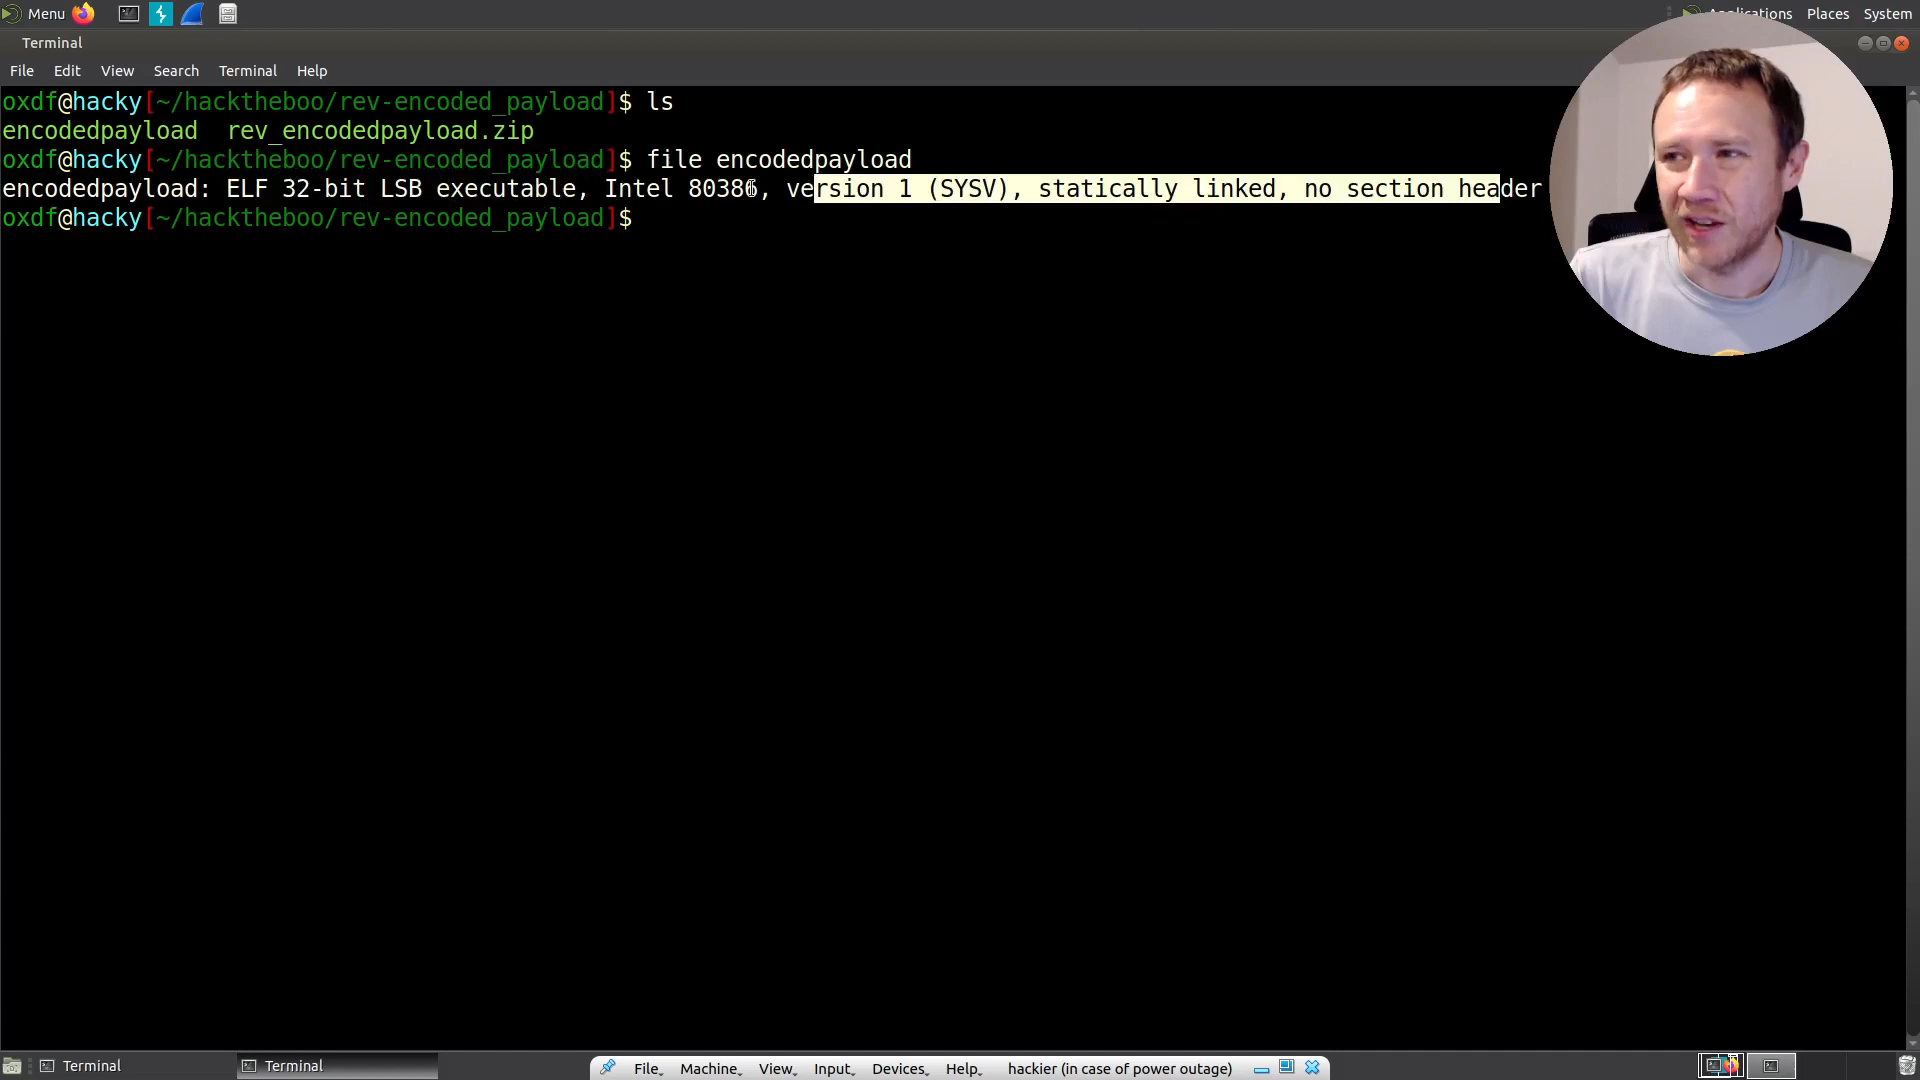 Menu
Applications Places System
Terminal
File Edit View Search Terminal Help
oxdf@hacky[~/hacktheboo/rev-encoded_payload]$ ls
encodedpayload rev_encodedpayload.zip
oxdf@hacky[~/hacktheboo/rev-encoded_payload]$ file encodedpayload
encodedpayload: ELF 32-bit LSB executable, Intel 80386, version 1 (SYSV), statically linked, no section header
oxdf@hacky[~/hacktheboo/rev-encoded_payload]$
Terminal Terminal
File Machine View Input Devices Help hackier (in case of power outage)